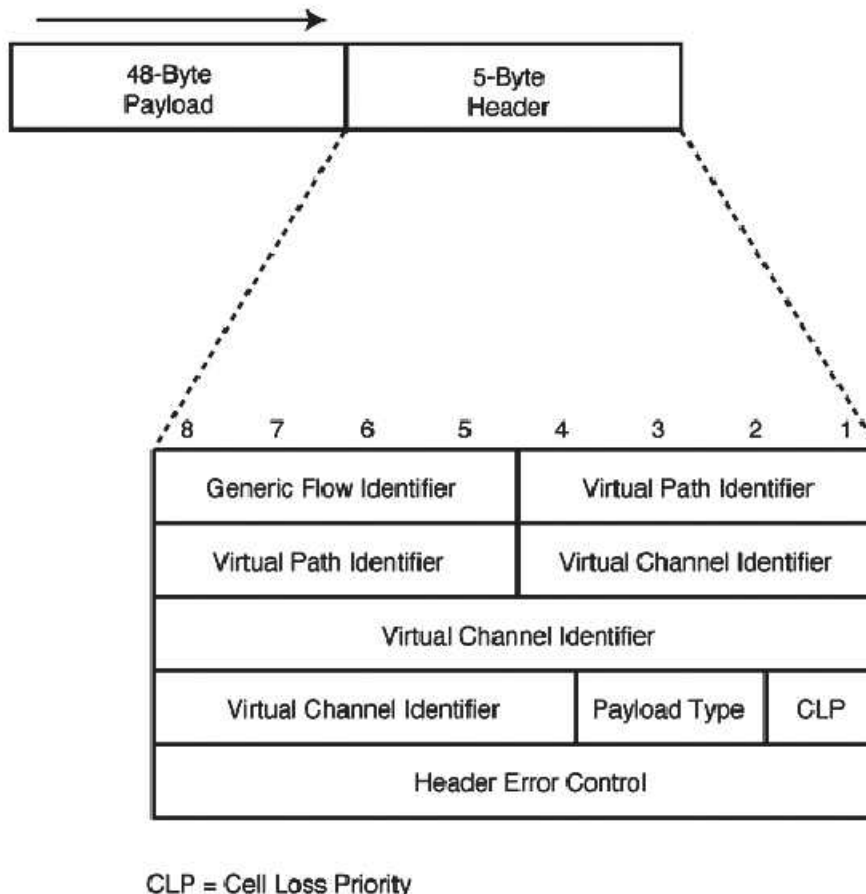 48-Byte
Payload
5-Byte
Header
8 7 6 5 4 3 2 1
Generic Flow Identifier
Virtual Path Identifier
Virtual Path Identifier
Virtual Channel Identifier
Virtual Channel Identifier
Virtual Channel Identifier
Payload Type
CLP
Header Error Control
CLP = Cell Loss Priority